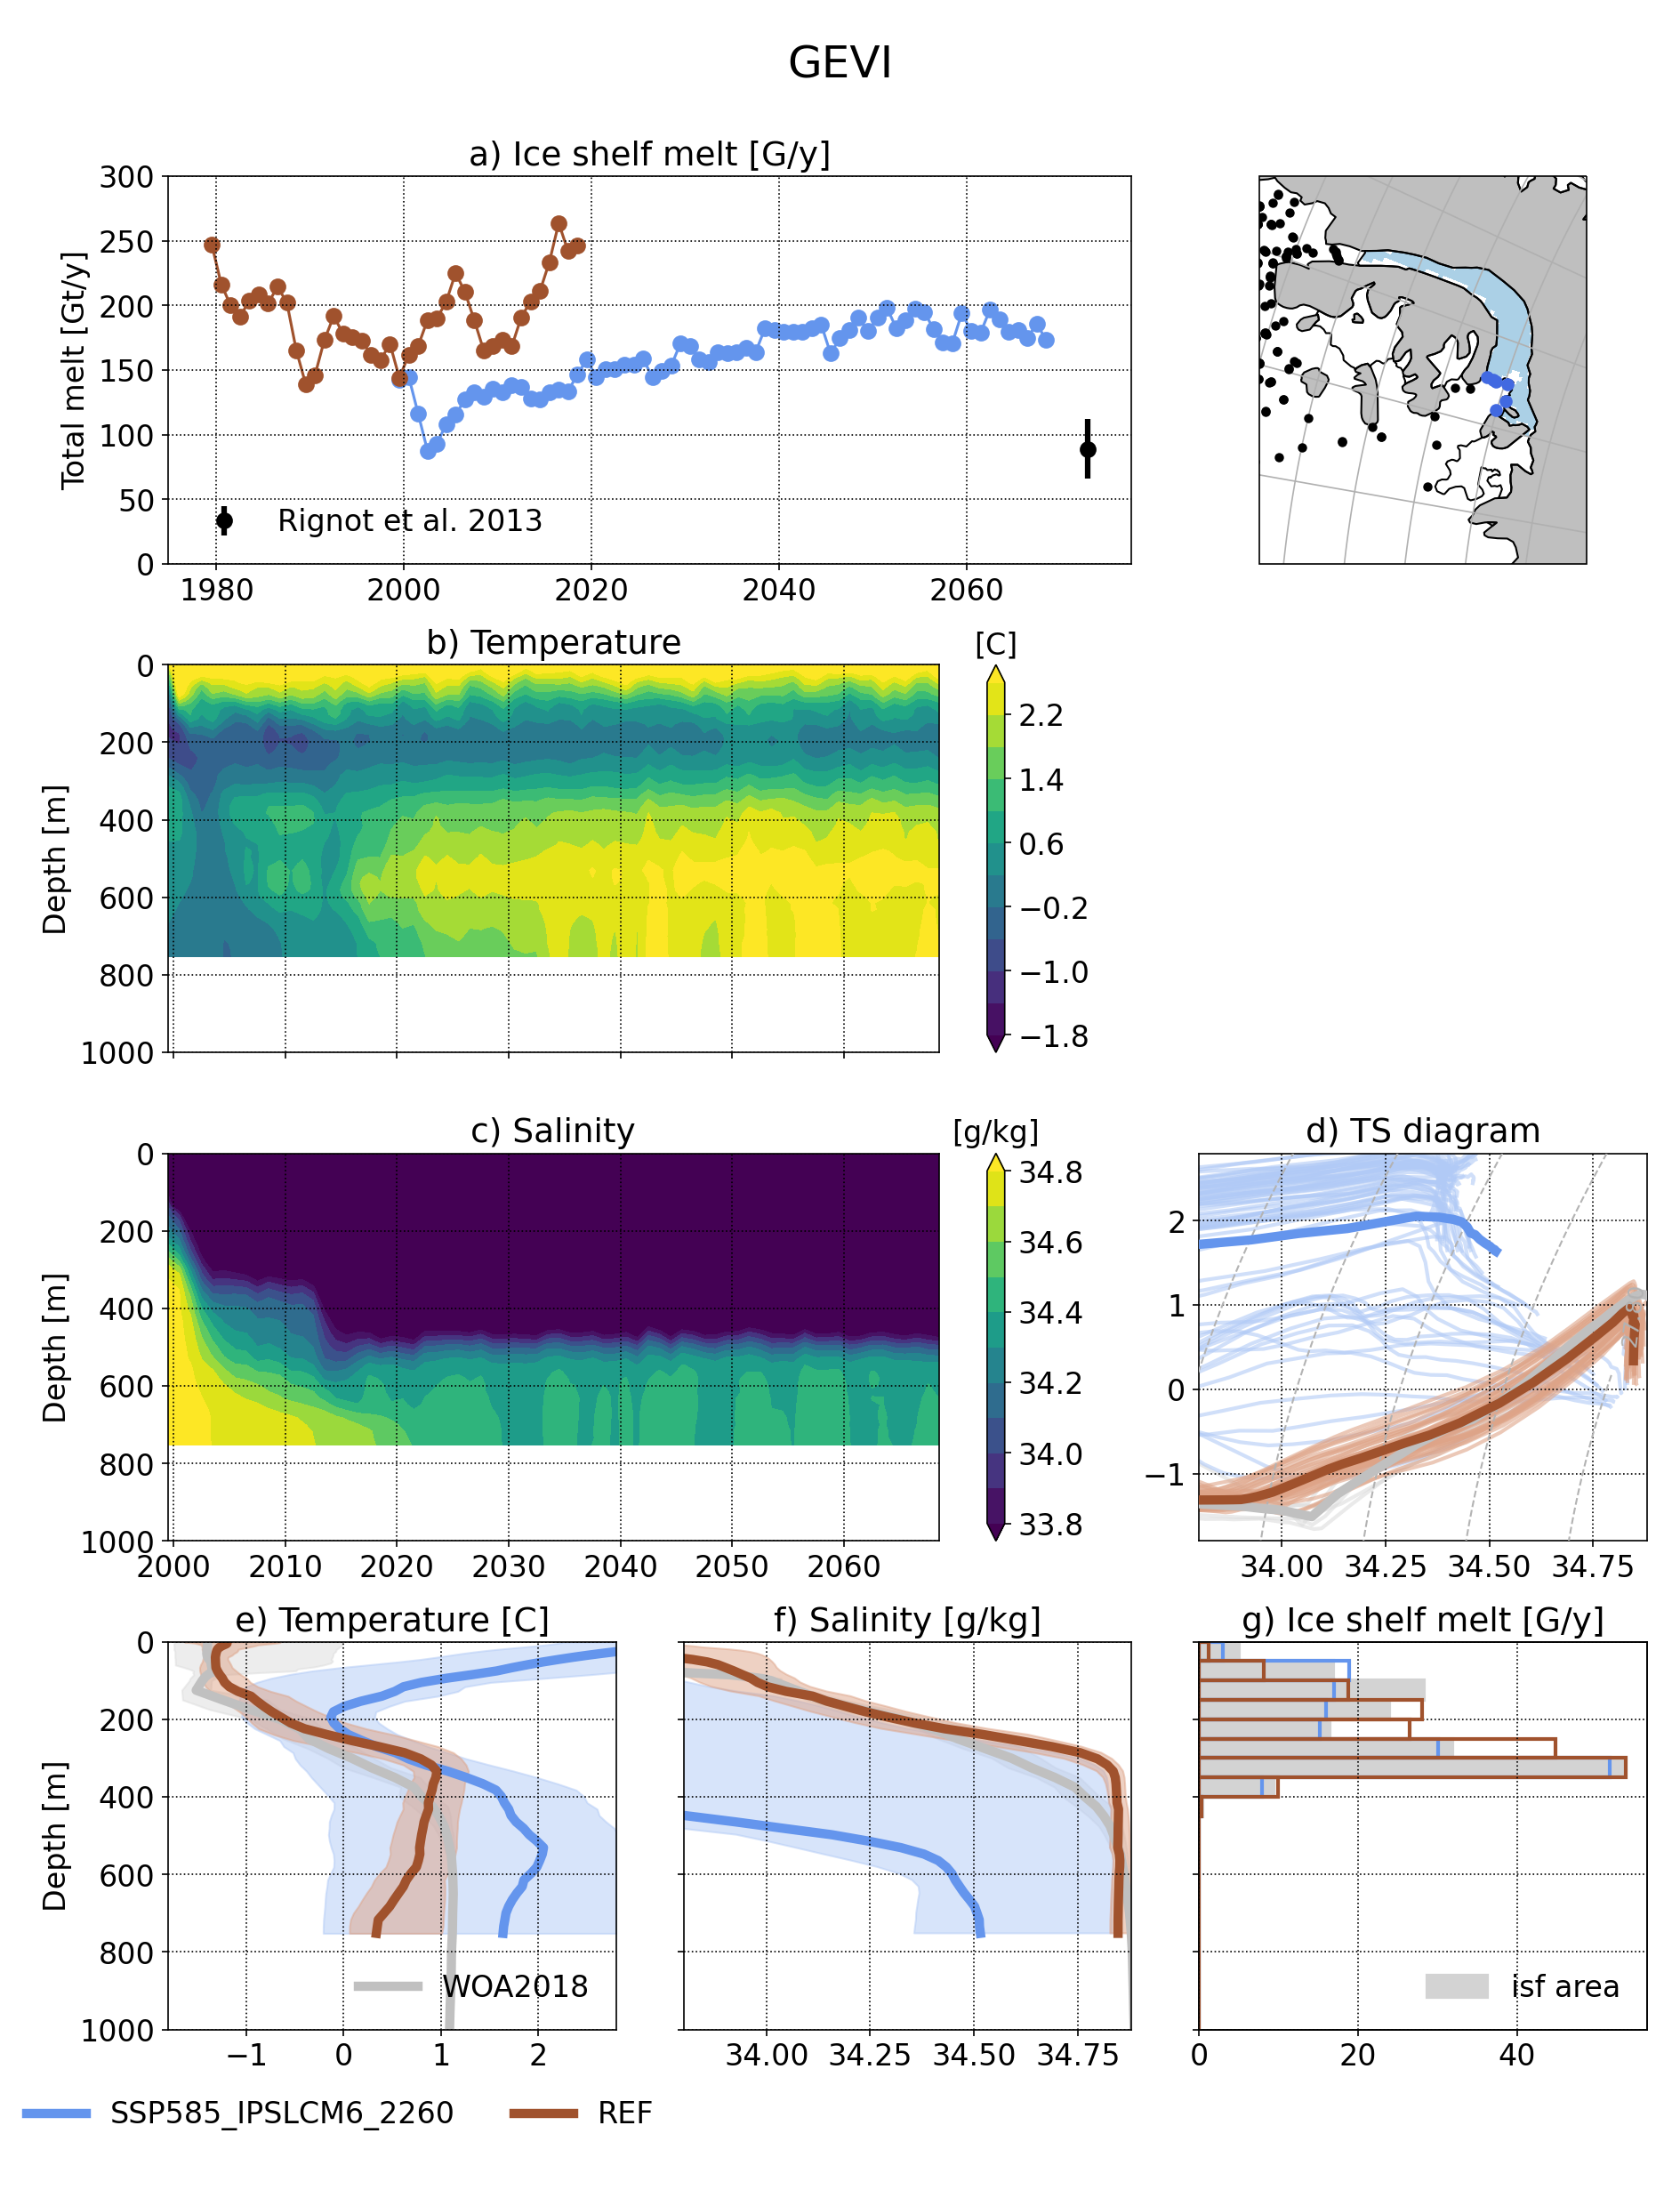 GEVI
a) Ice shelf melt [G/y]
Total melt [Gt/y]
300
250
200
150
100
50
0
Rignot et al. 2013
1980 2000 2020 2040 2060
b) Temperature
[C]
Depth [m]
0
200
400
600
800
1000
2.2
1.4
0.6
−0.2
−1.0
−1.8
c) Salinity
[g/kg]
Depth [m]
0
200
400
600
800
1000
2000 2010 2020 2030 2040 2050 2060
34.8
34.6
34.4
34.2
34.0
33.8
d) TS diagram
2
1
0
−1
34.00 34.25 34.50 34.75
e) Temperature [C]
Depth [m]
0
200
400
600
800
1000
WOA2018
−1 0 1 2
f) Salinity [g/kg]
34.00 34.25 34.50 34.75
g) Ice shelf melt [G/y]
isf area
0 20 40
SSP585_IPSLCM6_2260 REF